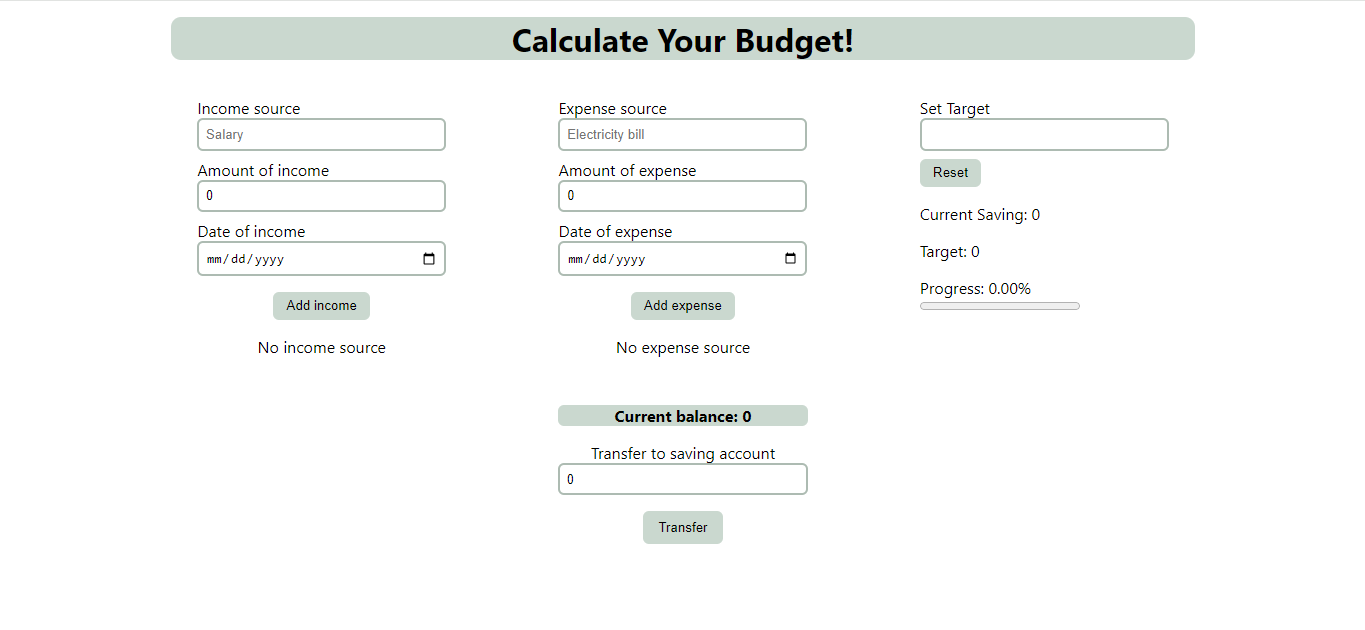 Calculate Your Budget!
Income source
Salary
Amount of income
0
Date of income
mm/dd/yyyy
Add income
No income source
Expense source
Electricity bill
Amount of expense
0
Date of expense
mm/dd/yyyy
Add expense
No expense source
Set Target
Reset
Current Saving: 0
Target: 0
Progress: 0.00%
Current balance: 0
Transfer to saving account
0
Transfer